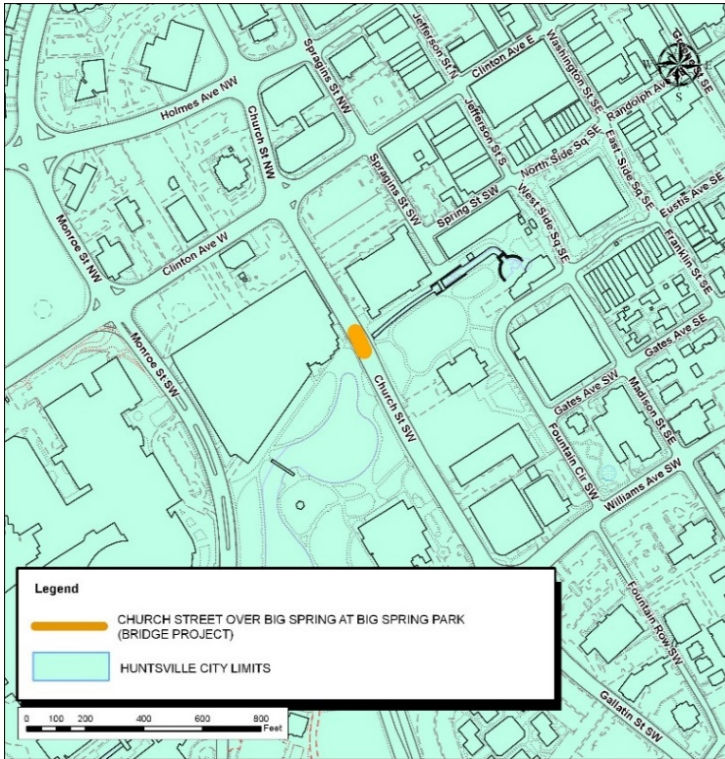 Jefferson St N
Clinton Ave E
Spragins St NW
Washington St SE
Holmes Ave NW
Church St NW
Jefferson St S
North Side Sq SE
East Side Sq SE
Spragins St SW
Spring St SW
West Side Sq SE
Eustis Ave SE
Monroe St NW
Clinton Ave W
Franklin St SE
Gates Ave SE
Monroe St SW
Church St SW
Gates Ave SW
Madison St SE
Fountain Cir SW
Williams Ave SW
Fountain Row SW
Gallatin St SW
Legend
CHURCH STREET OVER BIG SPRING AT BIG SPRING PARK
(BRIDGE PROJECT)
HUNTSVILLE CITY LIMITS
0 100 200 400 600 800
Feet